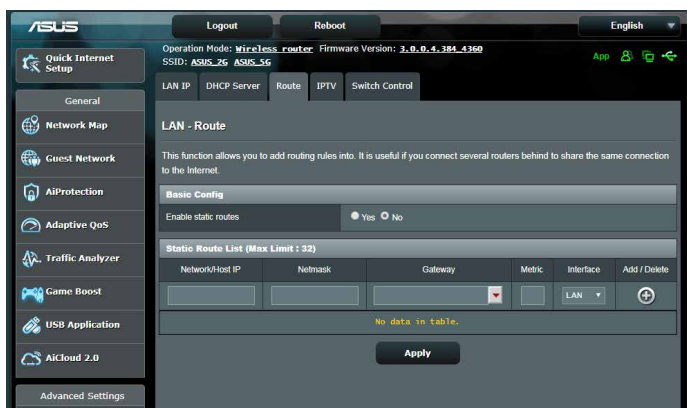 ASUS
Logout
Reboot
English
Quick Internet Setup
Operation Mode: Wireless router Firmware Version: 3.0.0.4.384_4360
SSID: ASUS_2G ASUS_5G
App
General
Network Map
Guest Network
AiProtection
Adaptive QoS
Traffic Analyzer
Game Boost
USB Application
AiCloud 2.0
Advanced Settings
LAN IP
DHCP Server
Route
IPTV
Switch Control
LAN - Route
This function allows you to add routing rules into. It is useful if you connect several routers behind to share the same connection
to the Internet.
Basic Config
Enable static routes
Yes No
Static Route List (Max Limit : 32)
Network/Host IP
Netmask
Gateway
Metric
Interface
Add / Delete
LAN
No data in table.
Apply